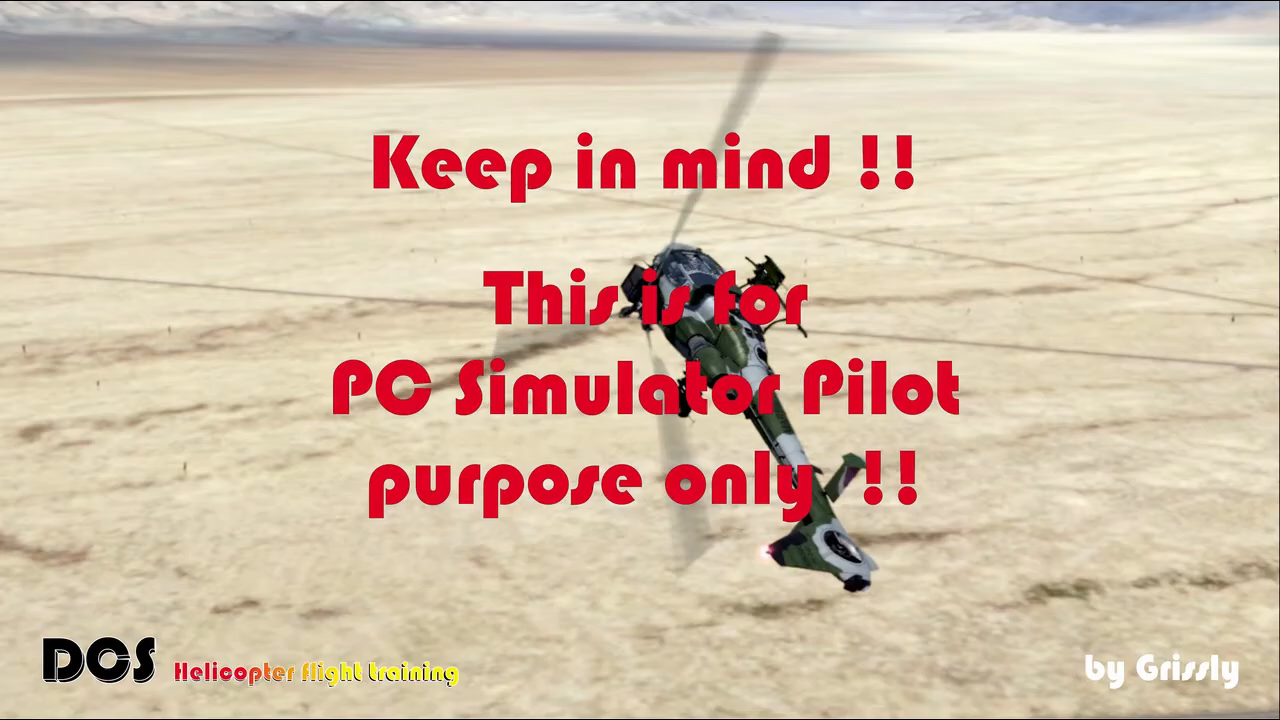 Keep in mind !!
This is for
PC Simulator Pilot
purpose only !!
DCS Helicopter flight training
by Grissly